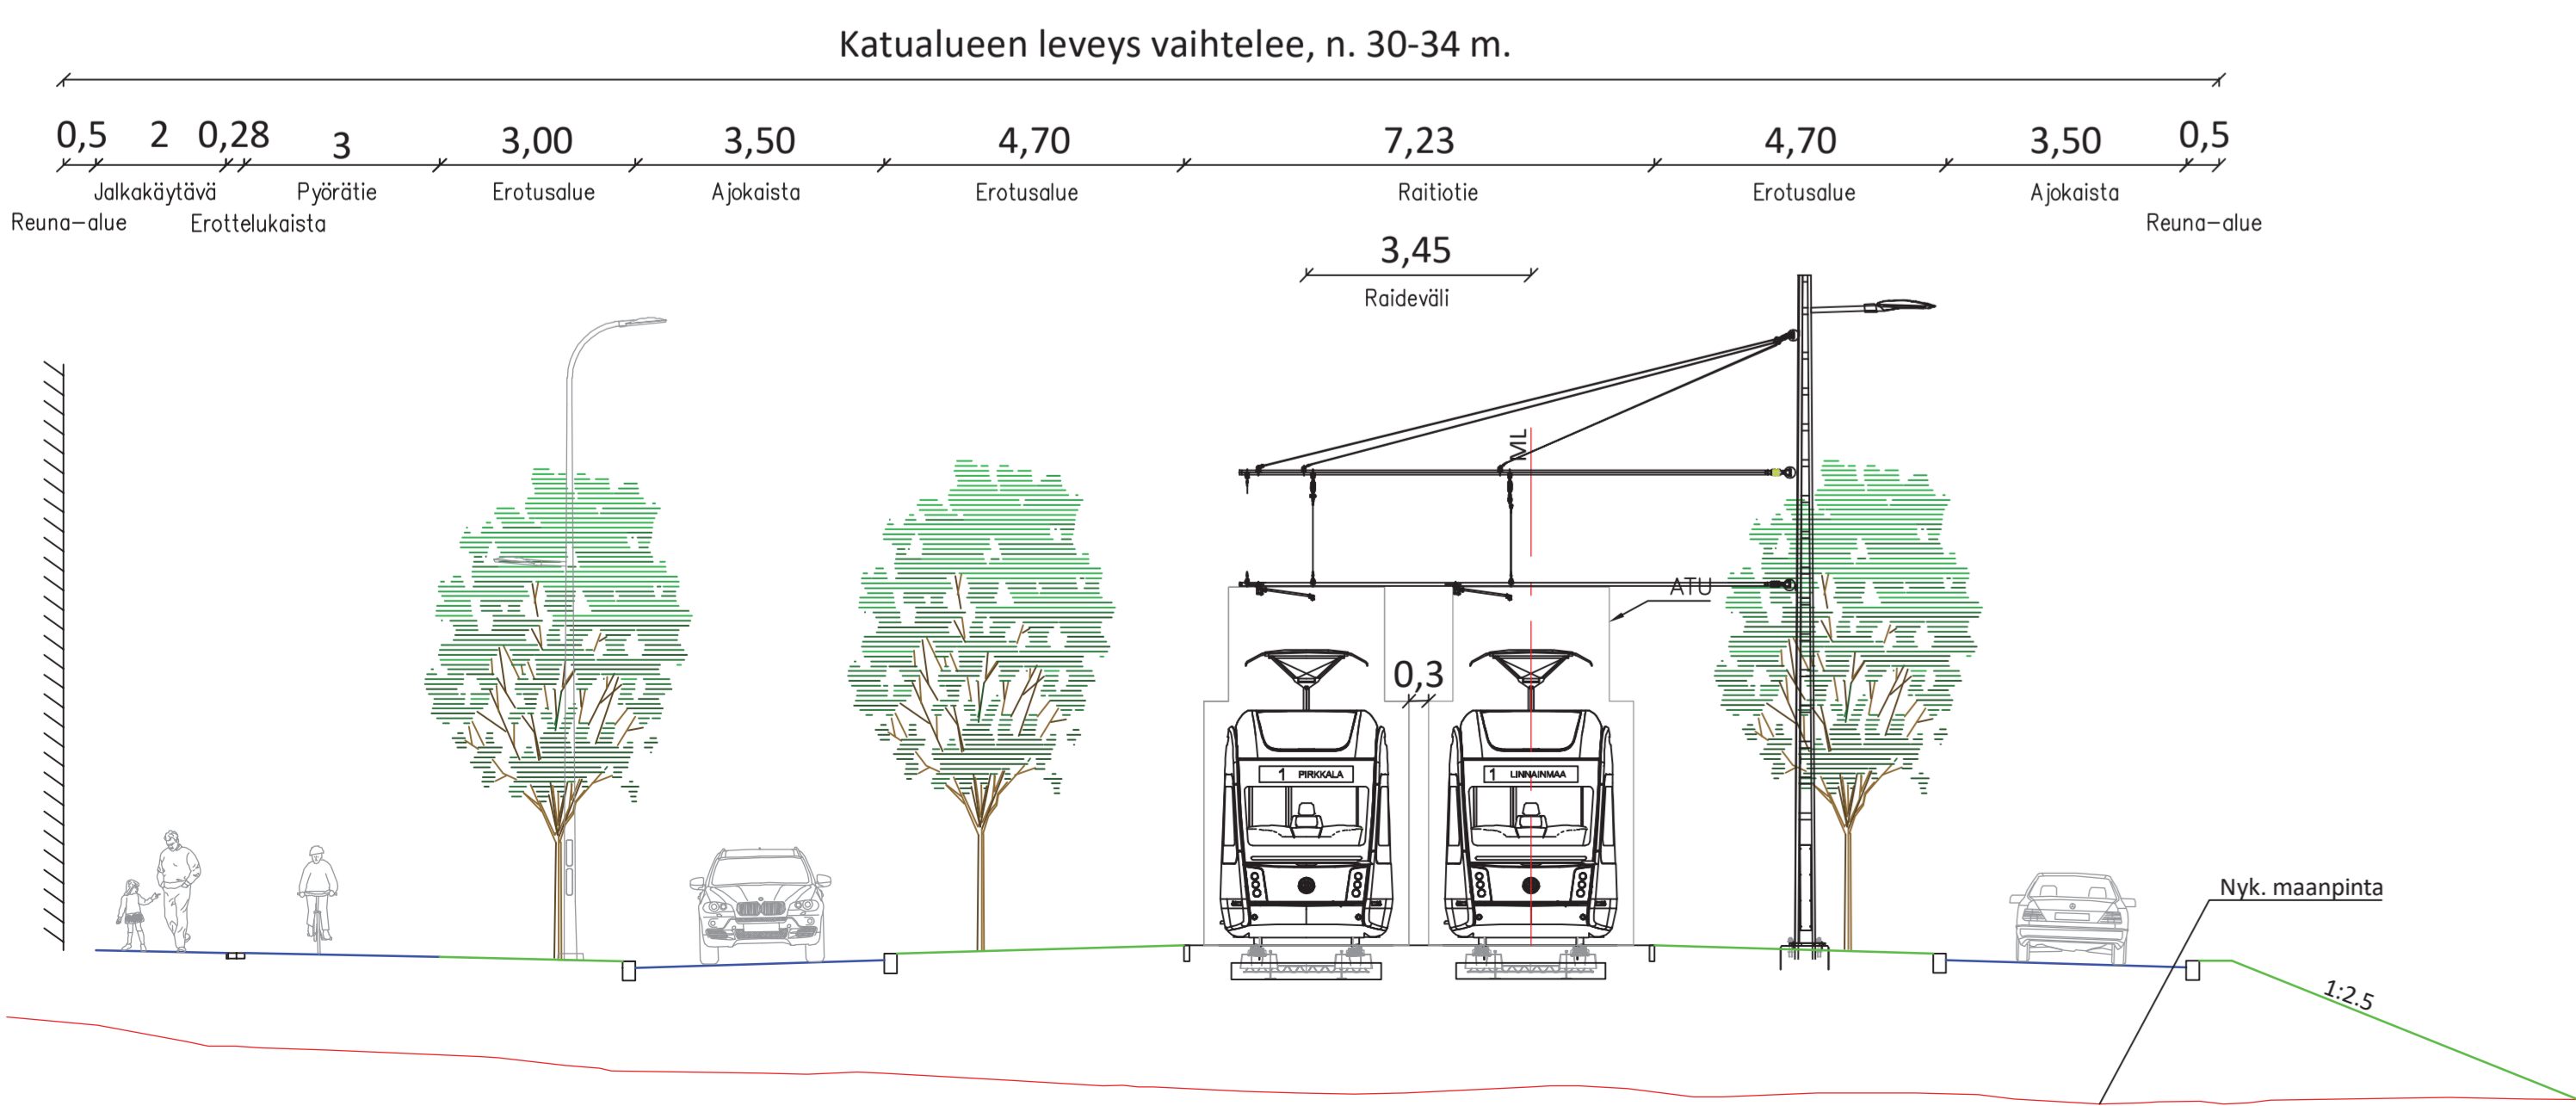 Katualueen leveys vaihtelee, n. 30-34 m.
0,5 2 0,28 3 3,00 3,50 4,70 7,23 4,70 3,50 0,5
Jalkakäytävä Pyörätie Erotusalue Ajokaista Erotusalue Raitiotie Erotusalue Ajokaista
Reuna-alue Erottelukaista Reuna-alue
3,45
Raideväli
ML
ATU
0,3
1 PIRKKALA 1 LINNAINMAA
Nyk. maanpinta
1:2.5